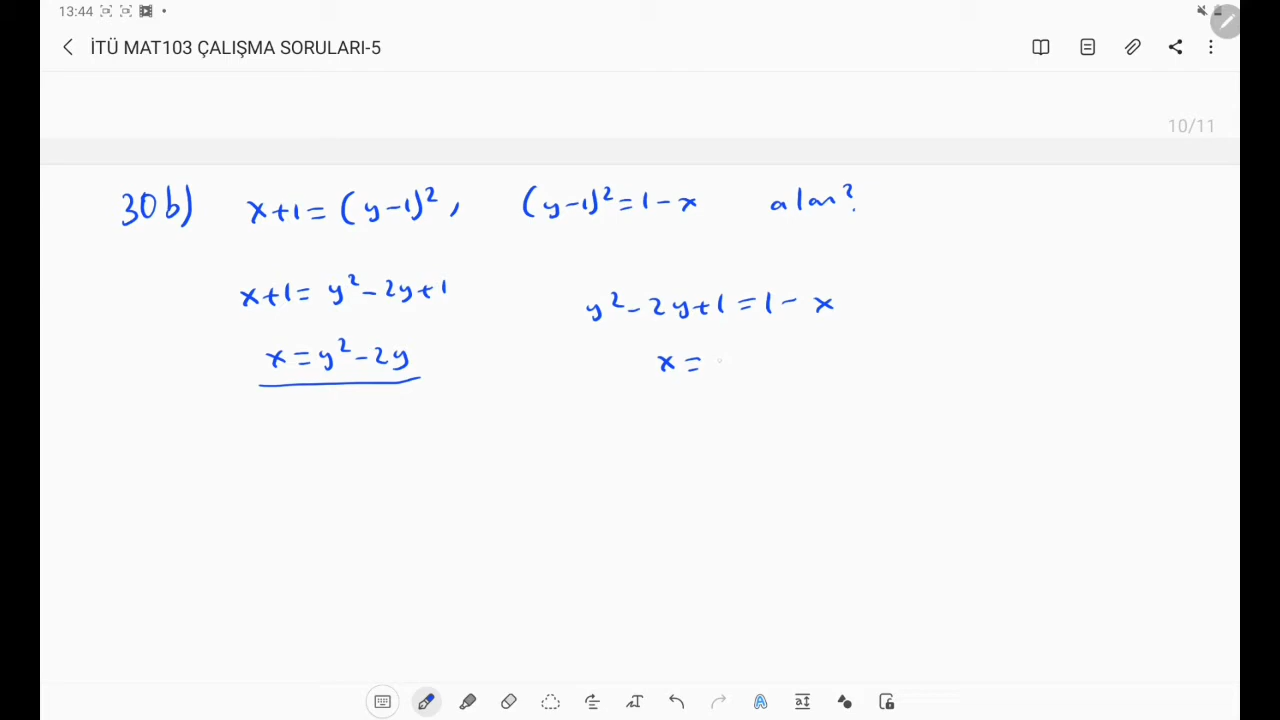 13:44
İTÜ MAT103 ÇALIŞMA SORULARI-5
10/11
30b) x+1=(y-1)², (y-1)²=1-x alan?
x+1=y²-2y+1 y²-2y+1=1-x
x=y²-2y x=